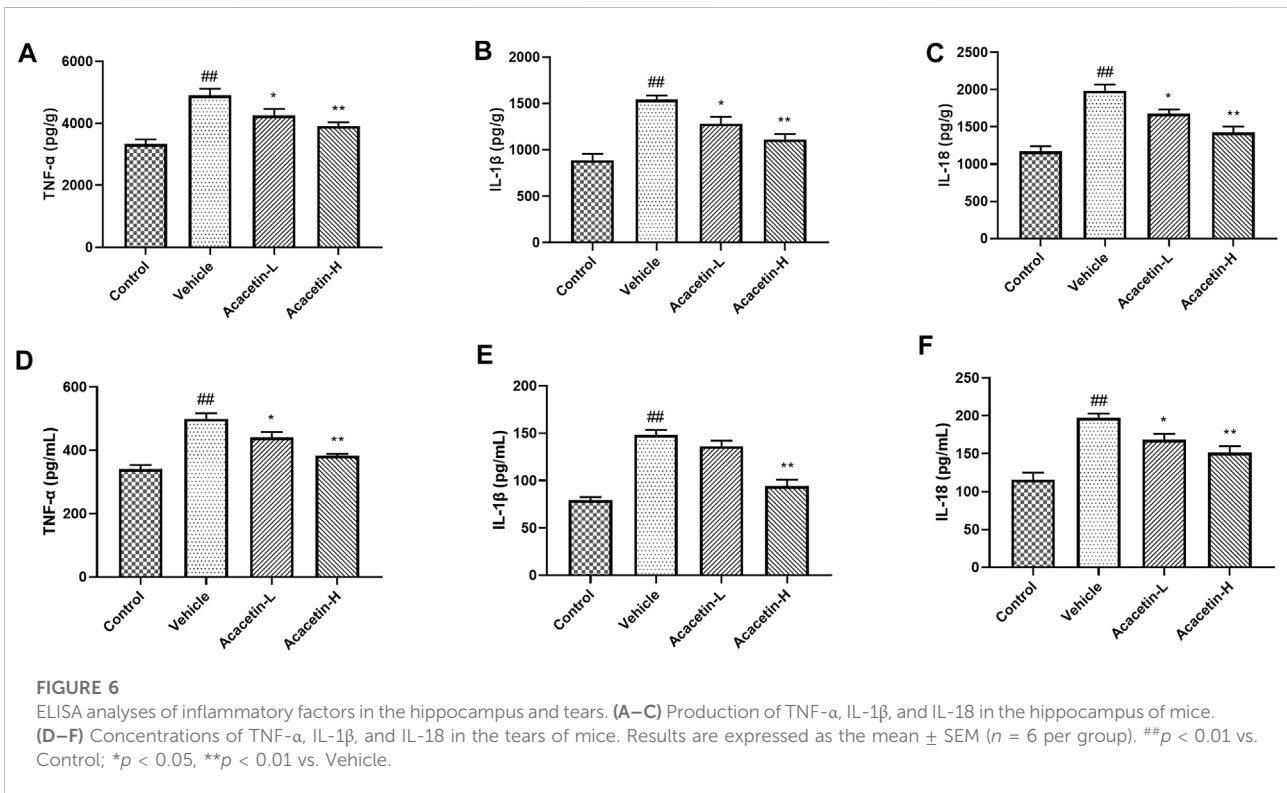 A
TNF-α (pg/g)
6000
4000
2000
0
##
*
**
Control
Vehicle
Acacetin-L
Acacetin-H
B
IL-1β (pg/g)
2000
1500
1000
500
0
##
*
**
Control
Vehicle
Acacetin-L
Acacetin-H
C
IL-18 (pg/g)
2500
2000
1500
1000
500
0
##
*
**
Control
Vehicle
Acacetin-L
Acacetin-H
D
TNF-α (pg/mL)
600
400
200
0
##
*
**
Control
Vehicle
Acacetin-L
Acacetin-H
E
IL-1β (pg/mL)
200
150
100
50
0
##
**
Control
Vehicle
Acacetin-L
Acacetin-H
F
IL-18 (pg/mL)
250
200
150
100
50
0
##
*
**
Control
Vehicle
Acacetin-L
Acacetin-H
FIGURE 6
ELISA analyses of inflammatory factors in the hippocampus and tears. (A–C) Production of TNF-α, IL-1β, and IL-18 in the hippocampus of mice.
(D–F) Concentrations of TNF-α, IL-1β, and IL-18 in the tears of mice. Results are expressed as the mean ± SEM (n = 6 per group). ##p < 0.01 vs.
Control; *p < 0.05, **p < 0.01 vs. Vehicle.